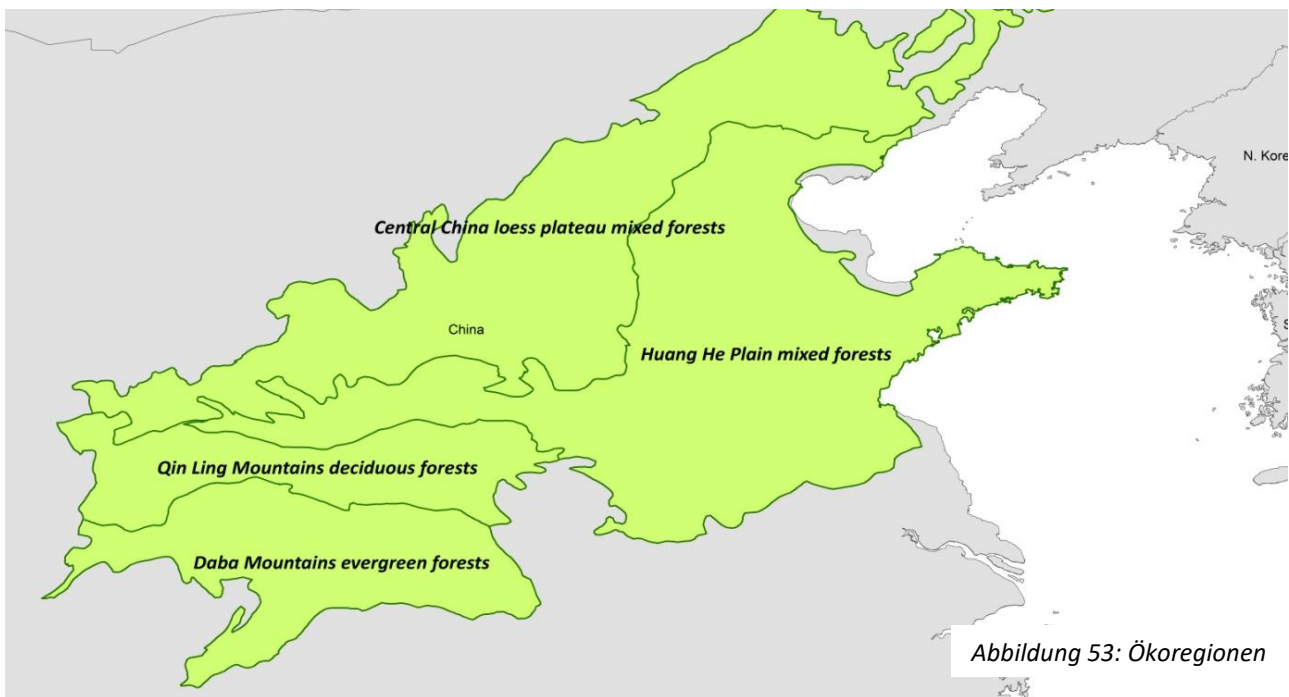 N. Kore
Central China loess plateau mixed forests
China
S
Huang He Plain mixed forests
Qin Ling Mountains deciduous forests
Daba Mountains evergreen forests
Abbildung 53: Ökoregionen